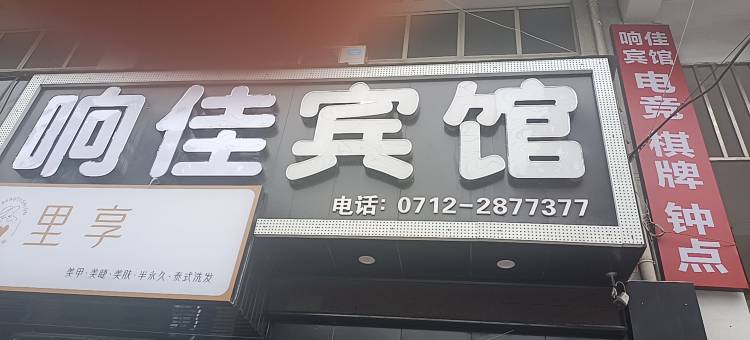 响佳宾馆
电话：0712-2877377
里享
美甲·美睫·美肤·半永久·泰式洗发
响佳
宾馆
电竞
棋牌
钟点